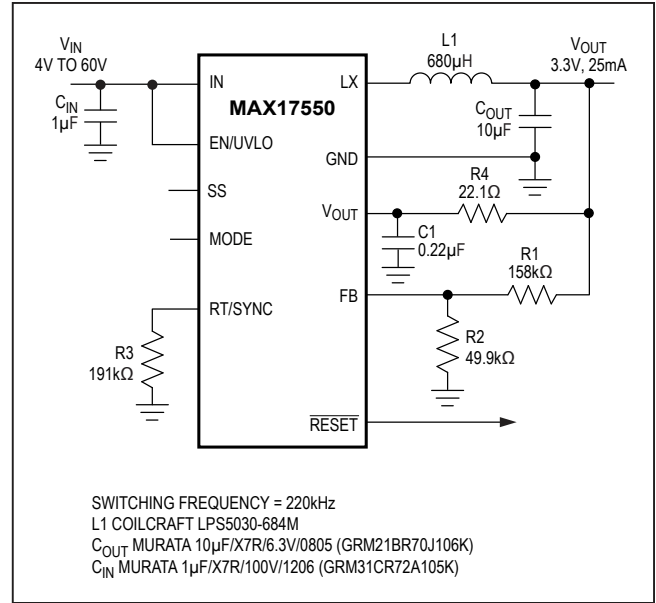 V_IN
4V TO 60V
C_IN
1µF
IN
EN/UVLO
SS
MODE
RT/SYNC
R3
191kΩ
MAX17550
LX
GND
V_OUT
FB
RESET
L1
680µH
C_OUT
10µF
V_OUT
3.3V, 25mA
R4
22.1Ω
C1
0.22µF
R1
158kΩ
R2
49.9kΩ
SWITCHING FREQUENCY = 220kHz
L1 COILCRAFT LPS5030-684M
C_OUT MURATA 10µF/X7R/6.3V/0805 (GRM21BR70J106K)
C_IN MURATA 1µF/X7R/100V/1206 (GRM31CR72A105K)